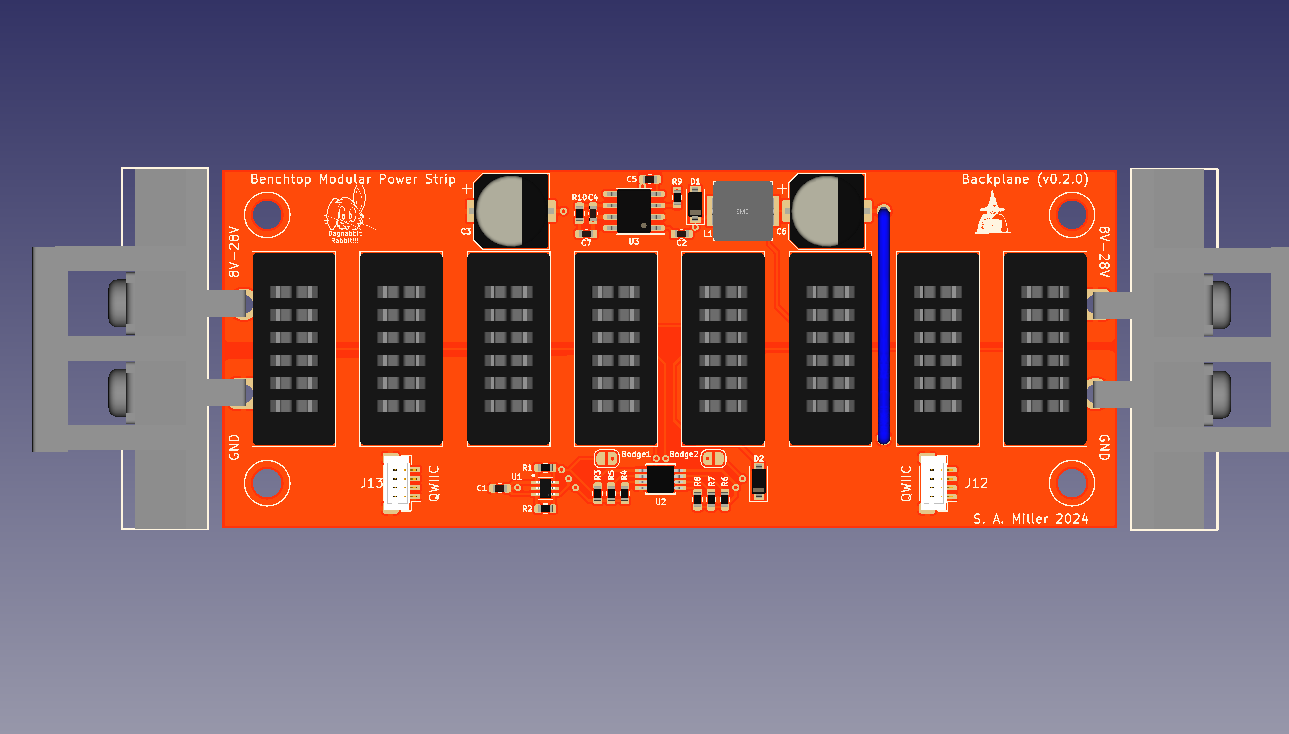 Benchtop Modular Power Strip
Backplane (v0.2.0)
Dagnabbit
Rabbit!!!
C3
R10
C4
C7
C5
U3
R9
D1
C2
L1
C6
8V-28V
8V-28V
GND
GND
J13
QWIIC
C1
U1
R1
R2
Bodge1
R3
R5
R4
U2
Bodge2
R8
R7
R6
D2
QWIIC
J12
S. A. Miller 2024